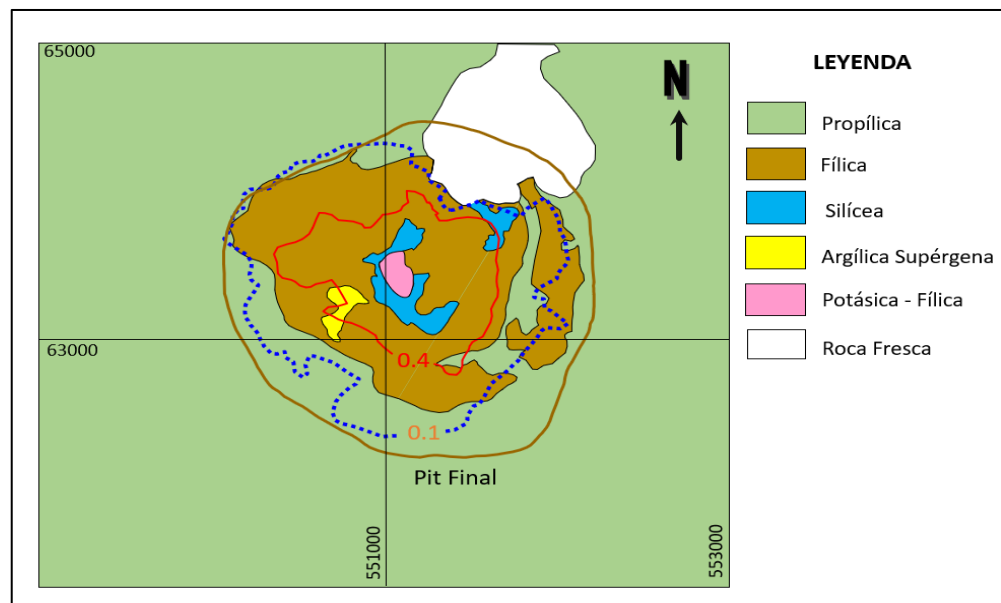 65000
N
63000
0.4
0.1
Pit Final
551000
553000
LEYENDA
Propílica
Fílica
Silícea
Argílica Supérgena
Potásica - Fílica
Roca Fresca